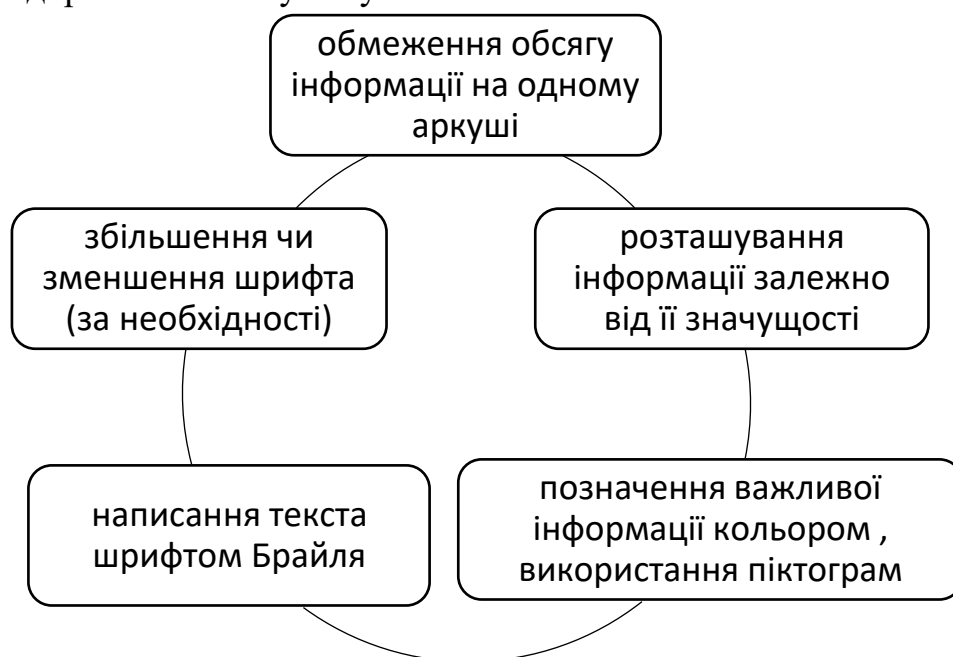 обмеження обсягу
інформації на одному
аркуші
збільшення чи
зменшення шрифта
(за необхідності)
розташування
інформації залежно
від її значущості
написання текста
шрифтом Брайля
позначення важливої
інформації кольором ,
використання піктограм